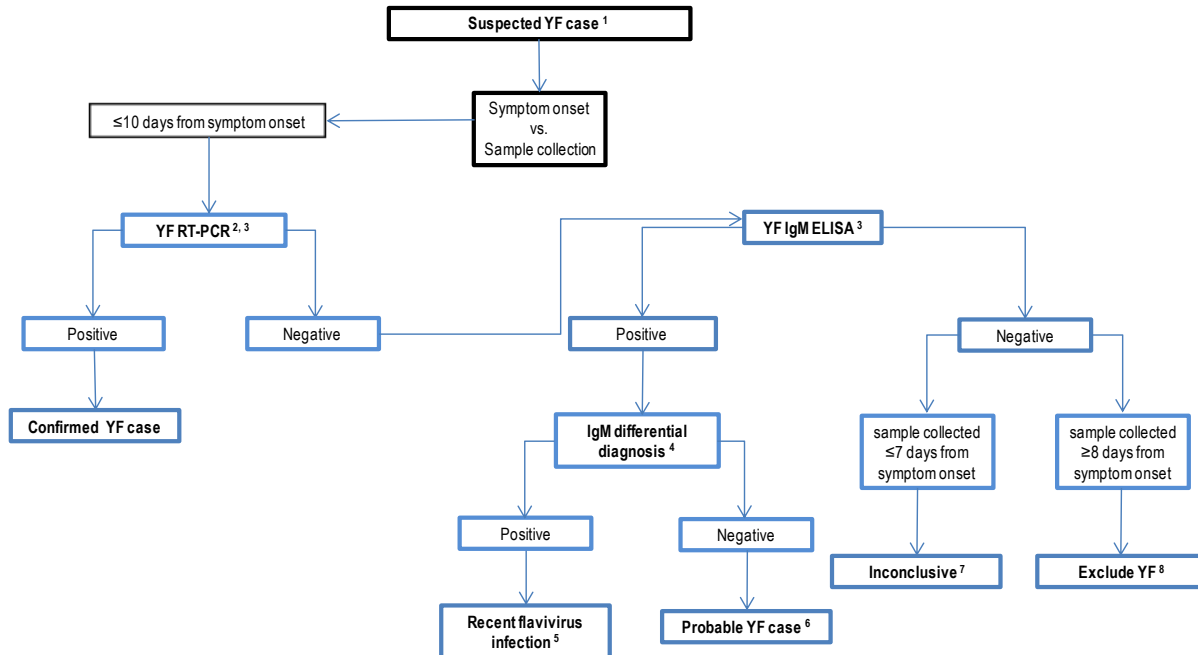 Suspected YF case 1
≤10 days from symptom onset
Symptom onset
vs.
Sample collection
YF RT-PCR 2, 3
YF IgM ELISA 3
Positive
Negative
Positive
Negative
Confirmed YF case
IgM differential
diagnosis 4
sample collected
≤7 days from
symptom onset
sample collected
≥8 days from
symptom onset
Positive
Negative
Inconclusive 7
Exclude YF 8
Recent flavivirus
infection 5
Probable YF case 6